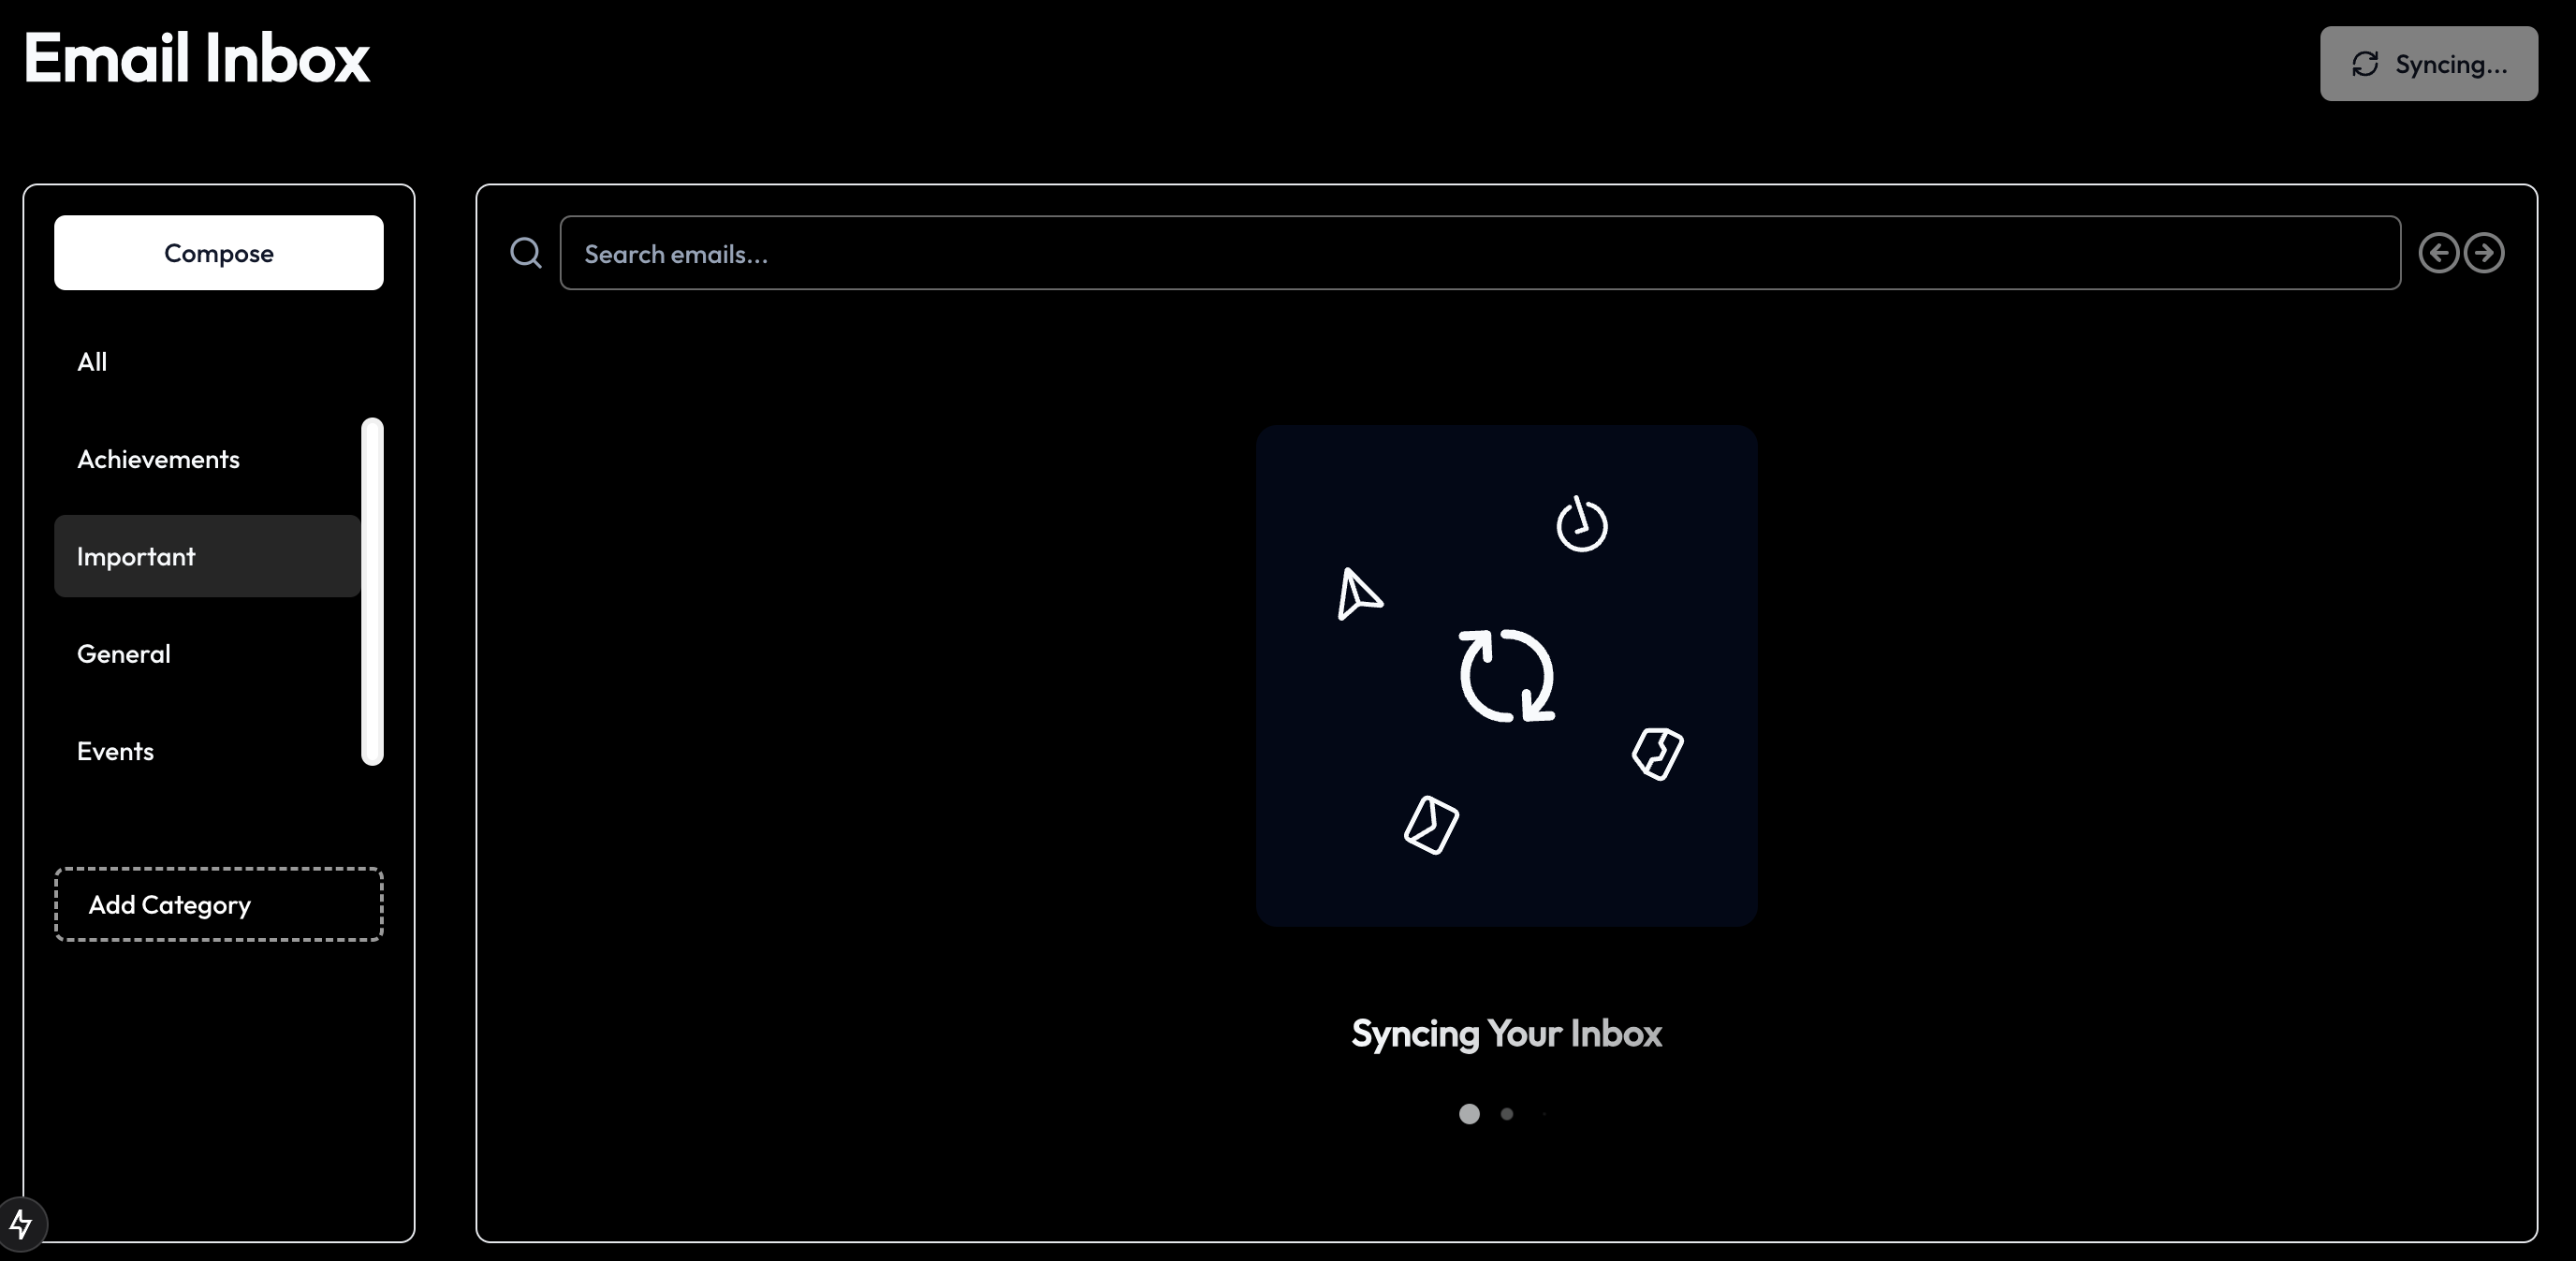 Email Inbox
Syncing...
Compose
Search emails...
All
Achievements
Important
General
Events
Add Category
Syncing Your Inbox